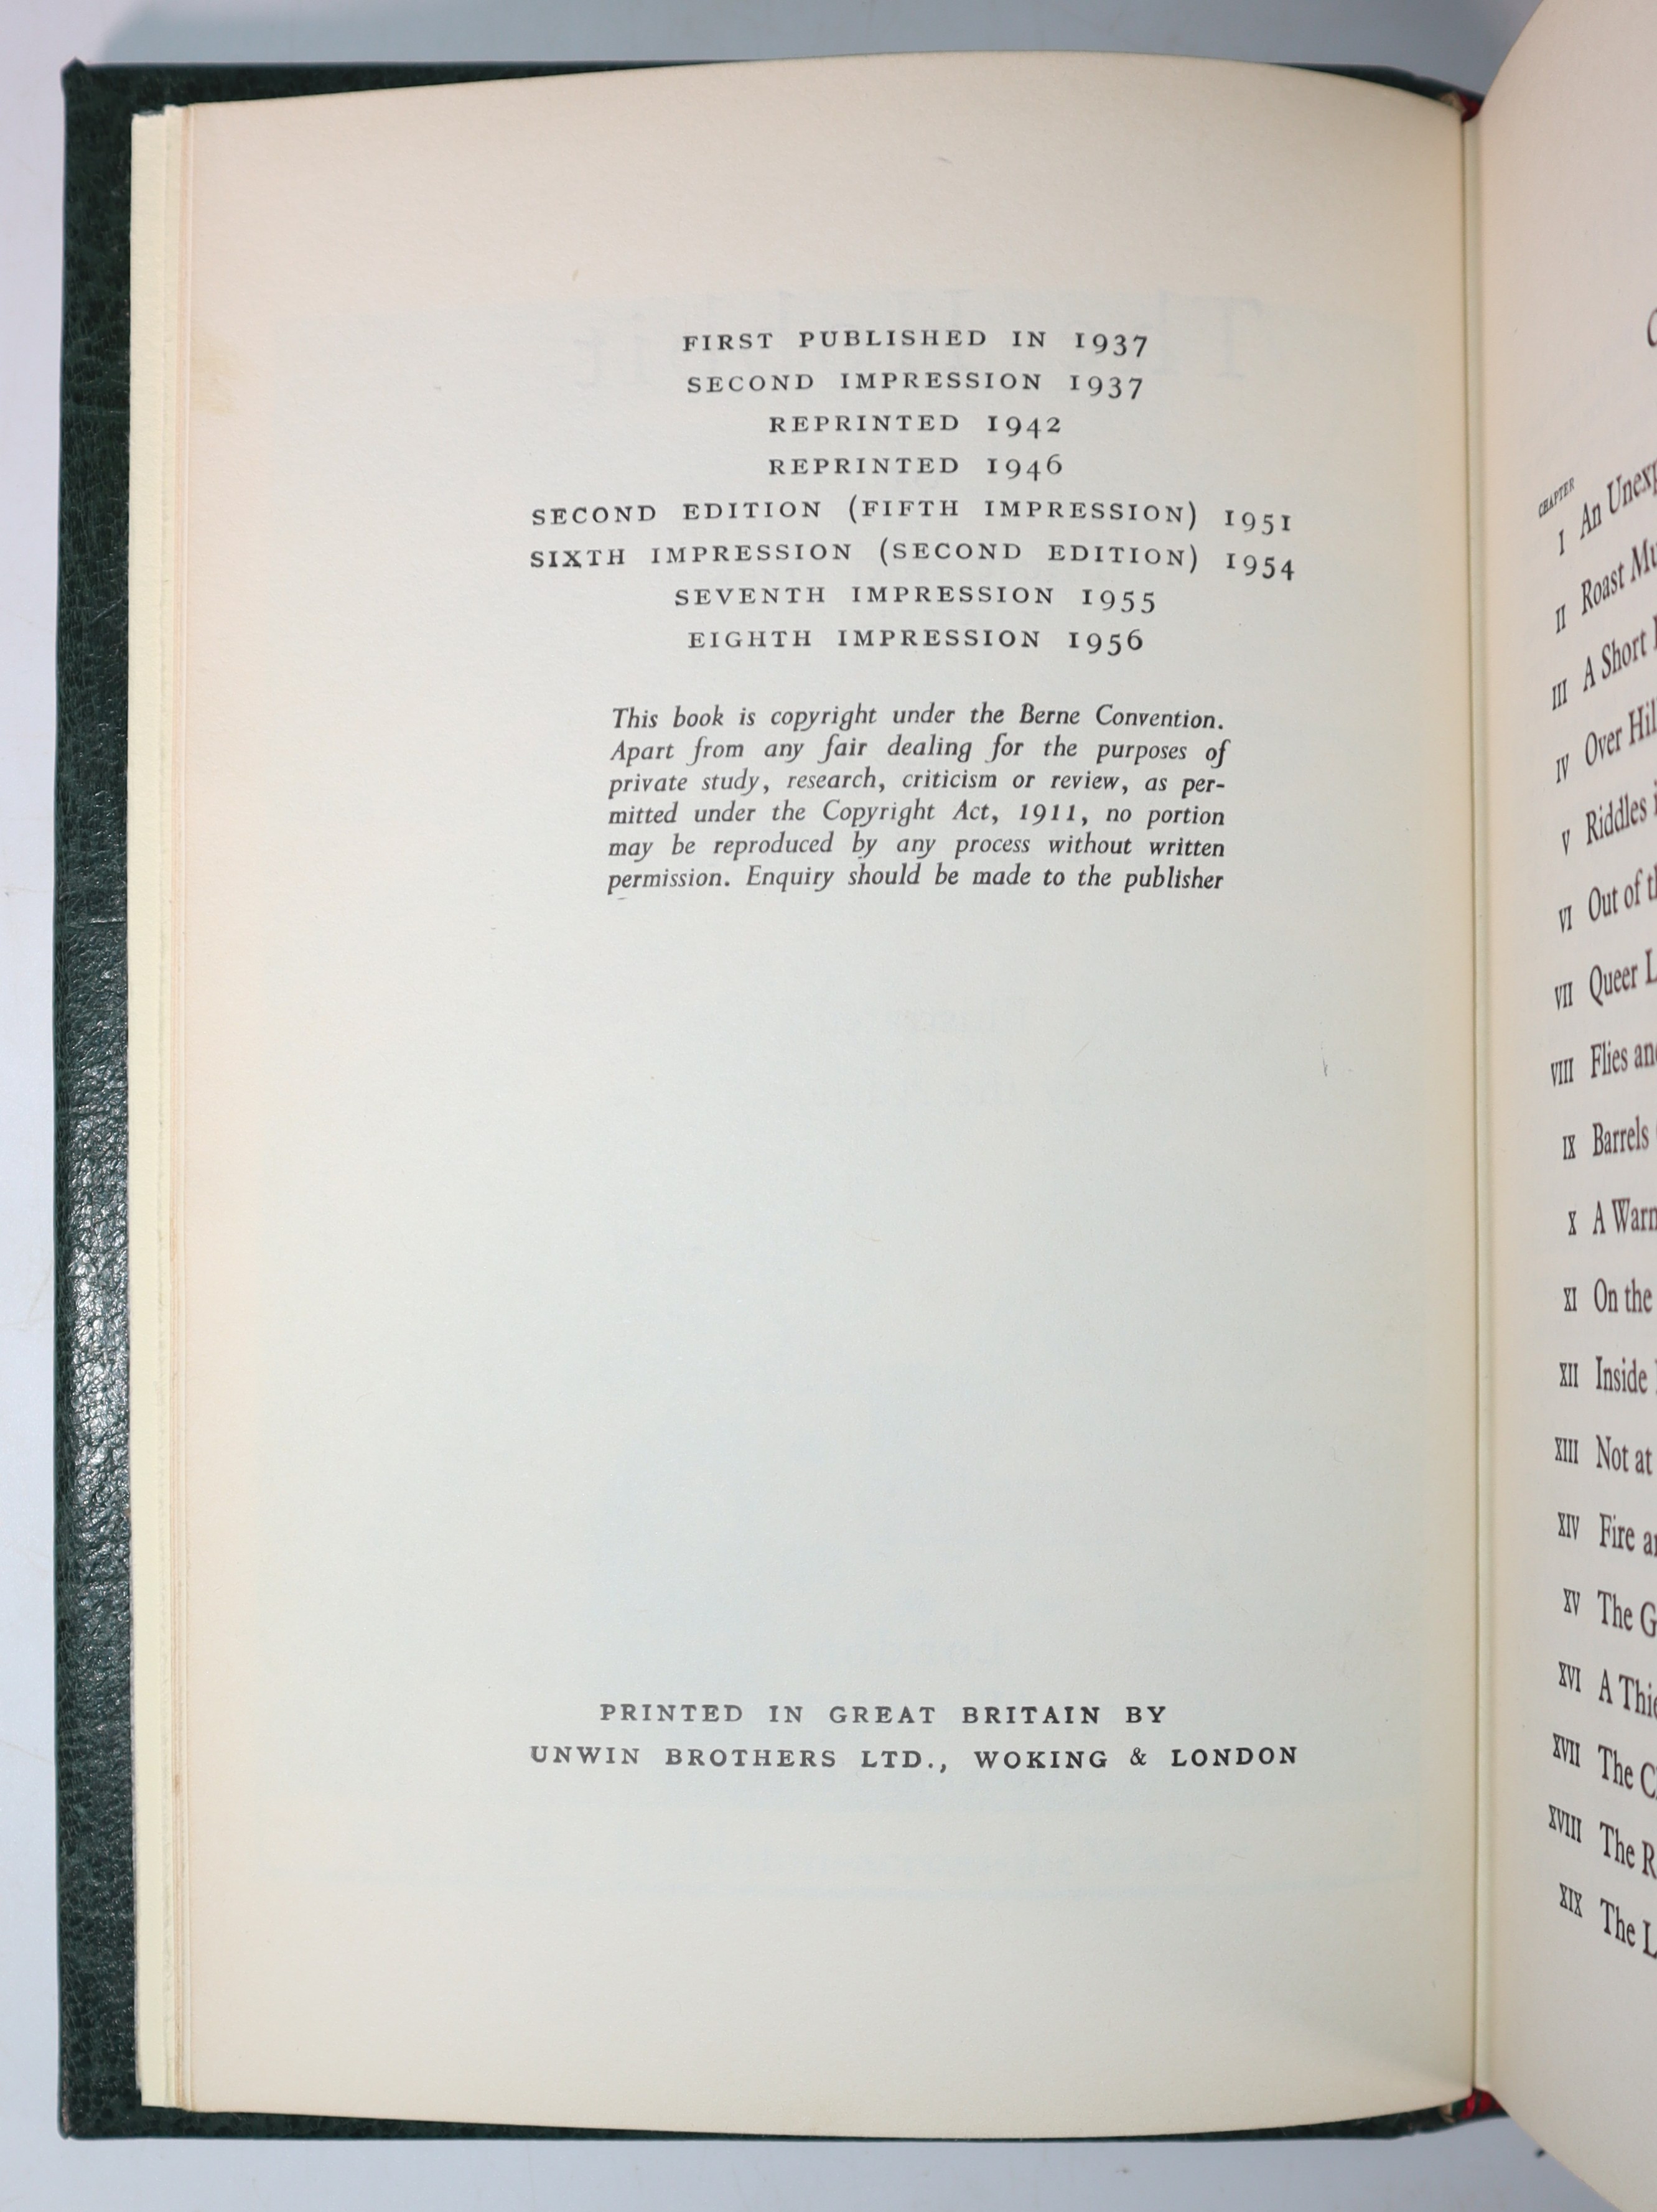 FIRST PUBLISHED IN 1937
SECOND IMPRESSION 1937
REPRINTED 1942
REPRINTED 1946
SECOND EDITION (FIFTH IMPRESSION) 1951
SIXTH IMPRESSION (SECOND EDITION) 1954
SEVENTH IMPRESSION 1955
EIGHTH IMPRESSION 1956
This book is copyright under the Berne Convention.
Apart from any fair dealing for the purposes of
private study, research, criticism or review, as per-
mitted under the Copyright Act, 1911, no portion
may be reproduced by any process without written
permission. Enquiry should be made to the publisher
PRINTED IN GREAT BRITAIN BY
UNWIN BROTHERS LTD., WOKING & LONDON
CHAPTER
I An
II Roast
III A Short
IV Over
V Riddles
VI Out of
VII Queer
VIII Flies
IX Barrels
X A
XI On the
XII Inside
XIII Not at
XIV Fire
XV The
XVI A
XVII The
XVIII The
XIX The